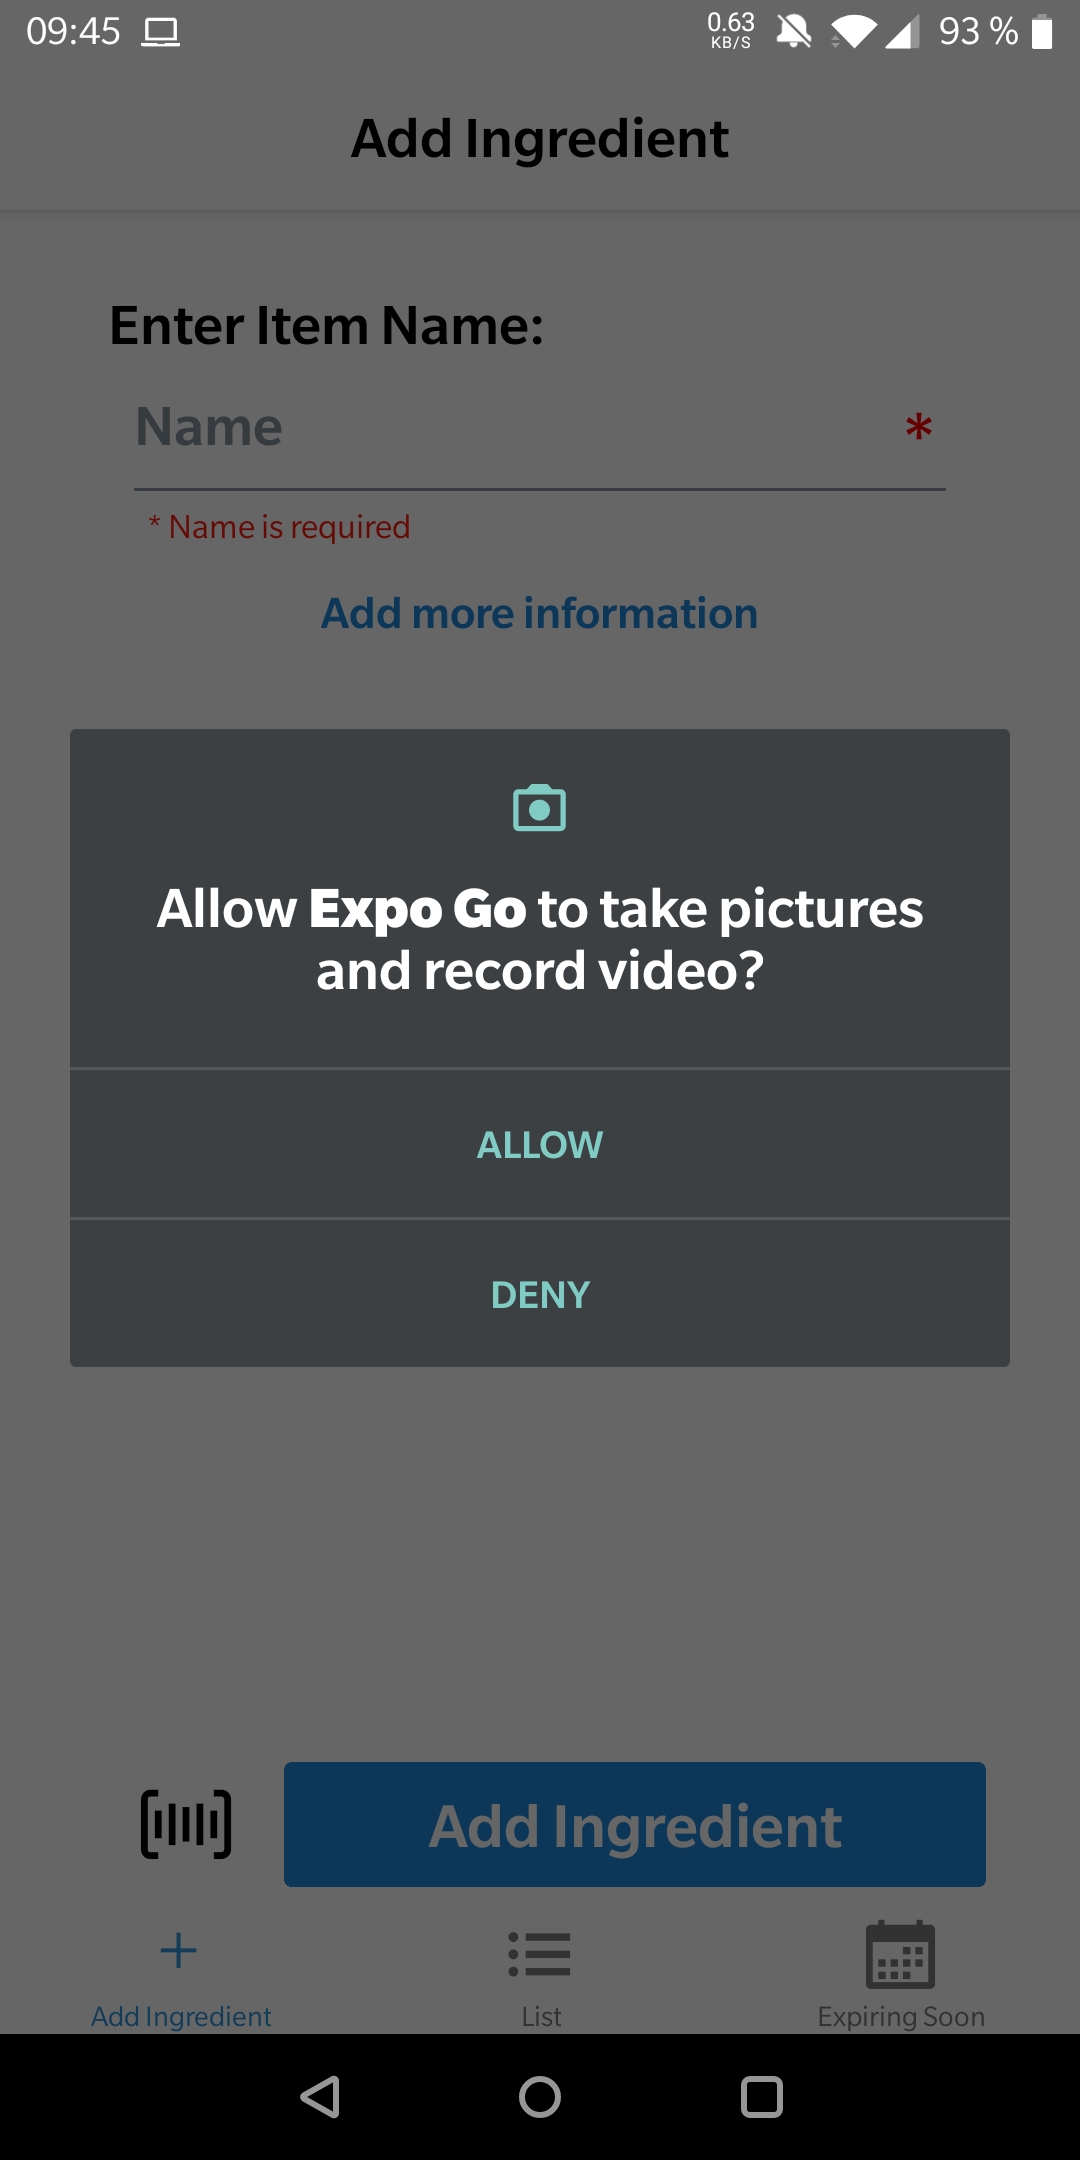 09:45
0.63
KB/S
93 %
Add Ingredient
Enter Item Name:
Name *
* Name is required
Add more information
Allow Expo Go to take pictures
and record video?
ALLOW
DENY
Add Ingredient
Add Ingredient
List
Expiring Soon